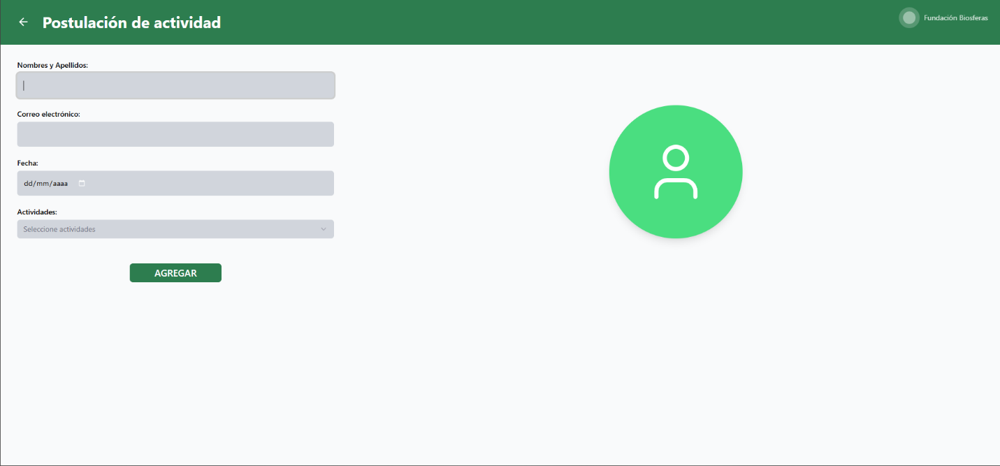 Postulación de actividad
Fundación Biosferas
Nombres y Apellidos:
Correo electrónico:
Fecha:
dd/mm/aaaa
Actividades:
Seleccione actividades
AGREGAR